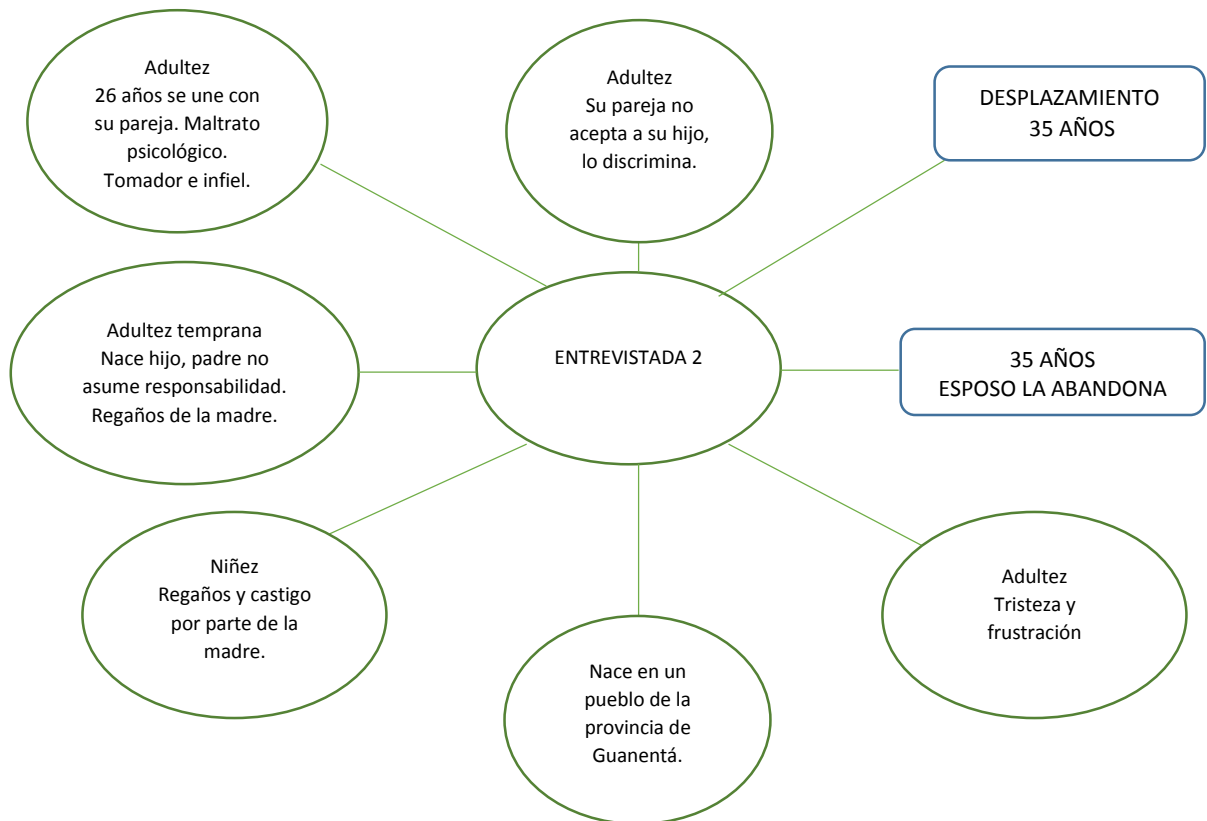 Adultez
26 años se une con
su pareja. Maltrato
psicológico.
Tomador e infiel.
Adultez
Su pareja no
acepta a su hijo,
lo discrimina.
DESPLAZAMIENTO
35 AÑOS
Adultez temprana
Nace hijo, padre no
asume responsabilidad.
Regaños de la madre.
ENTREVISTADA 2
35 AÑOS
ESPOSO LA ABANDONA
Niñez
Regaños y castigo
por parte de la
madre.
Nace en un
pueblo de la
provincia de
Guanentá.
Adultez
Tristeza y
frustración